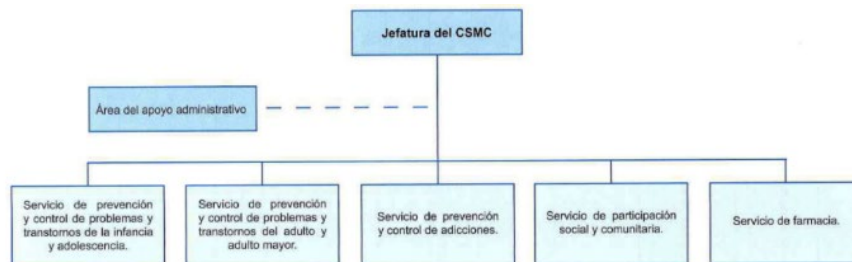 Jefatura del CSMC
Área del apoyo administrativo
Servicio de prevención
y control de problemas y
transtornos de la infancia
y adolescencia.
Servicio de prevención
y control de problemas y
transtornos del adulto y
adulto mayor.
Servicio de prevención
y control de adicciones.
Servicio de participación
social y comunitaria.
Servicio de farmacia.